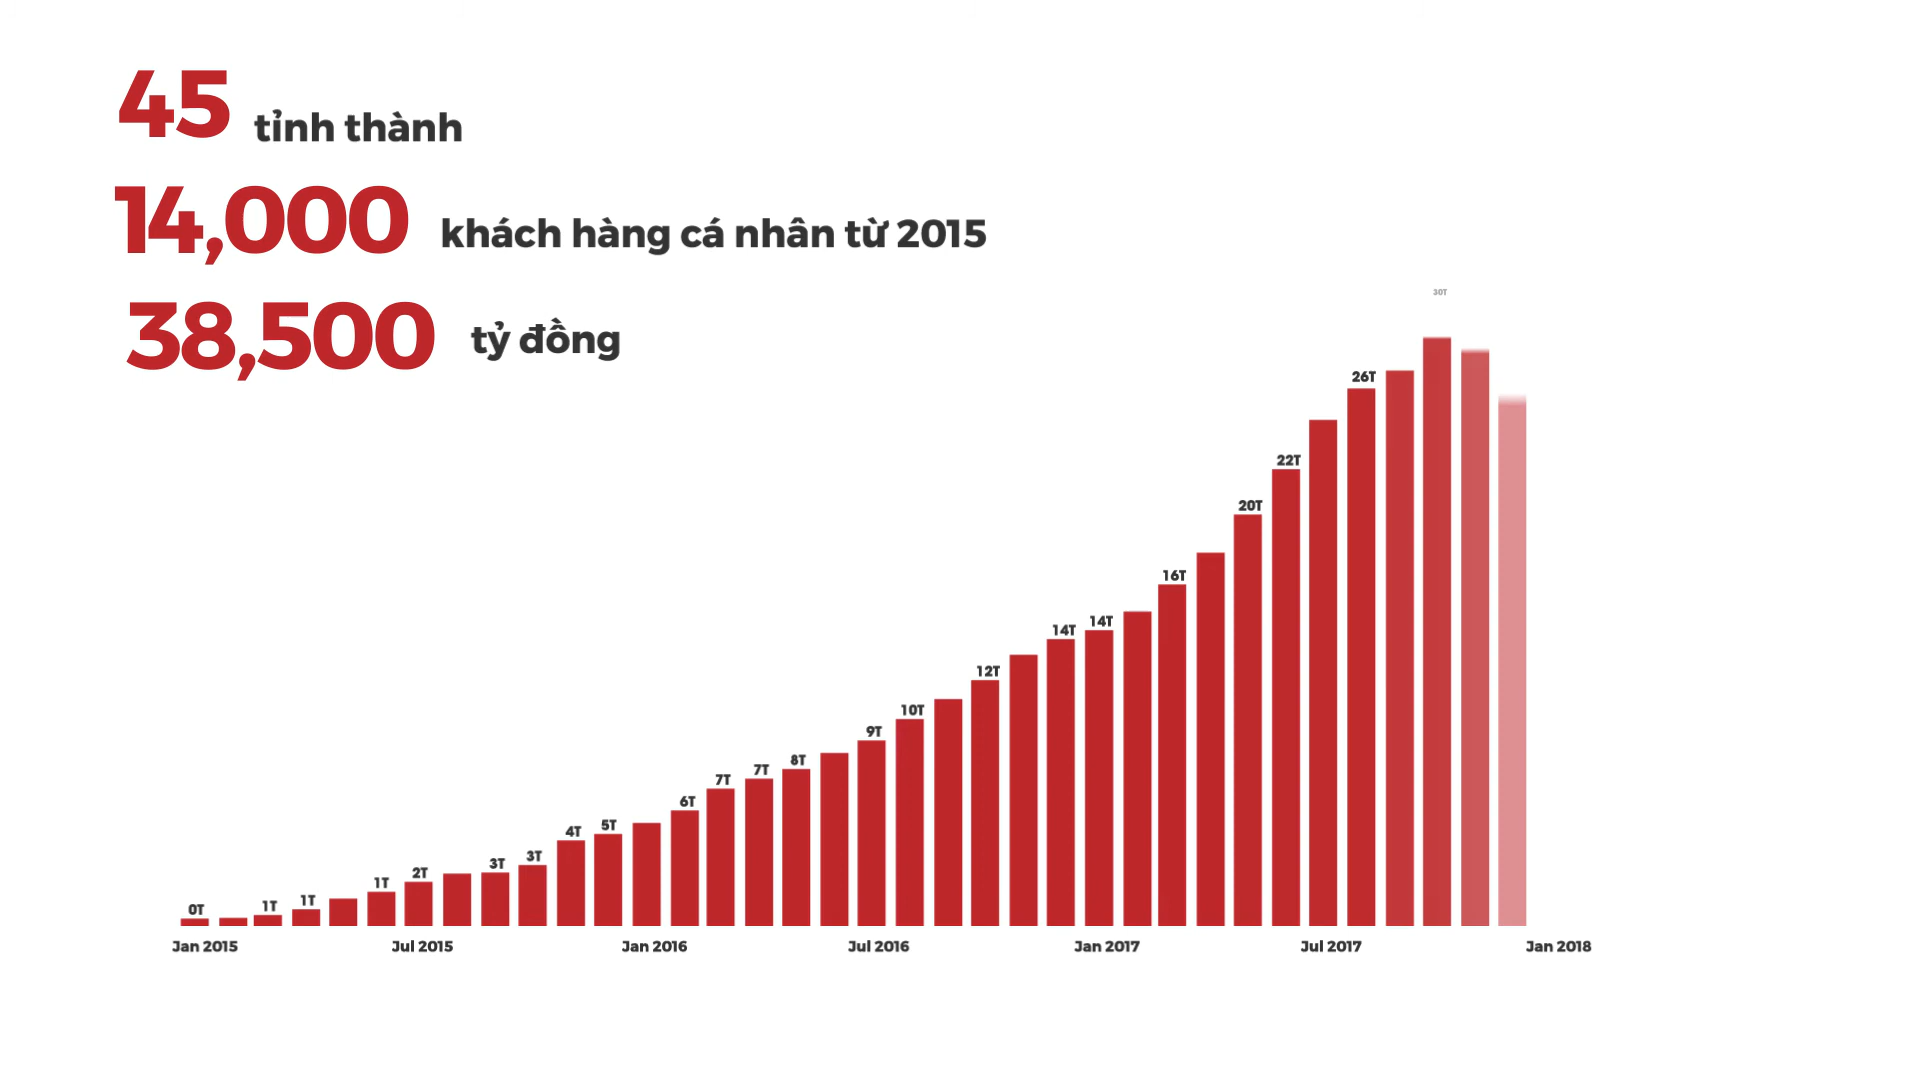 45 tỉnh thành
14,000 khách hàng cá nhân từ 2015
38,500 tỷ đồng
30T
26T
22T
20T
16T
14T 14T
12T
10T
9T
8T
7T 7T
6T
5T
4T
3T 3T
2T
1T
1T
1T
0T
Jan 2015 Jul 2015 Jan 2016 Jul 2016 Jan 2017 Jul 2017 Jan 2018